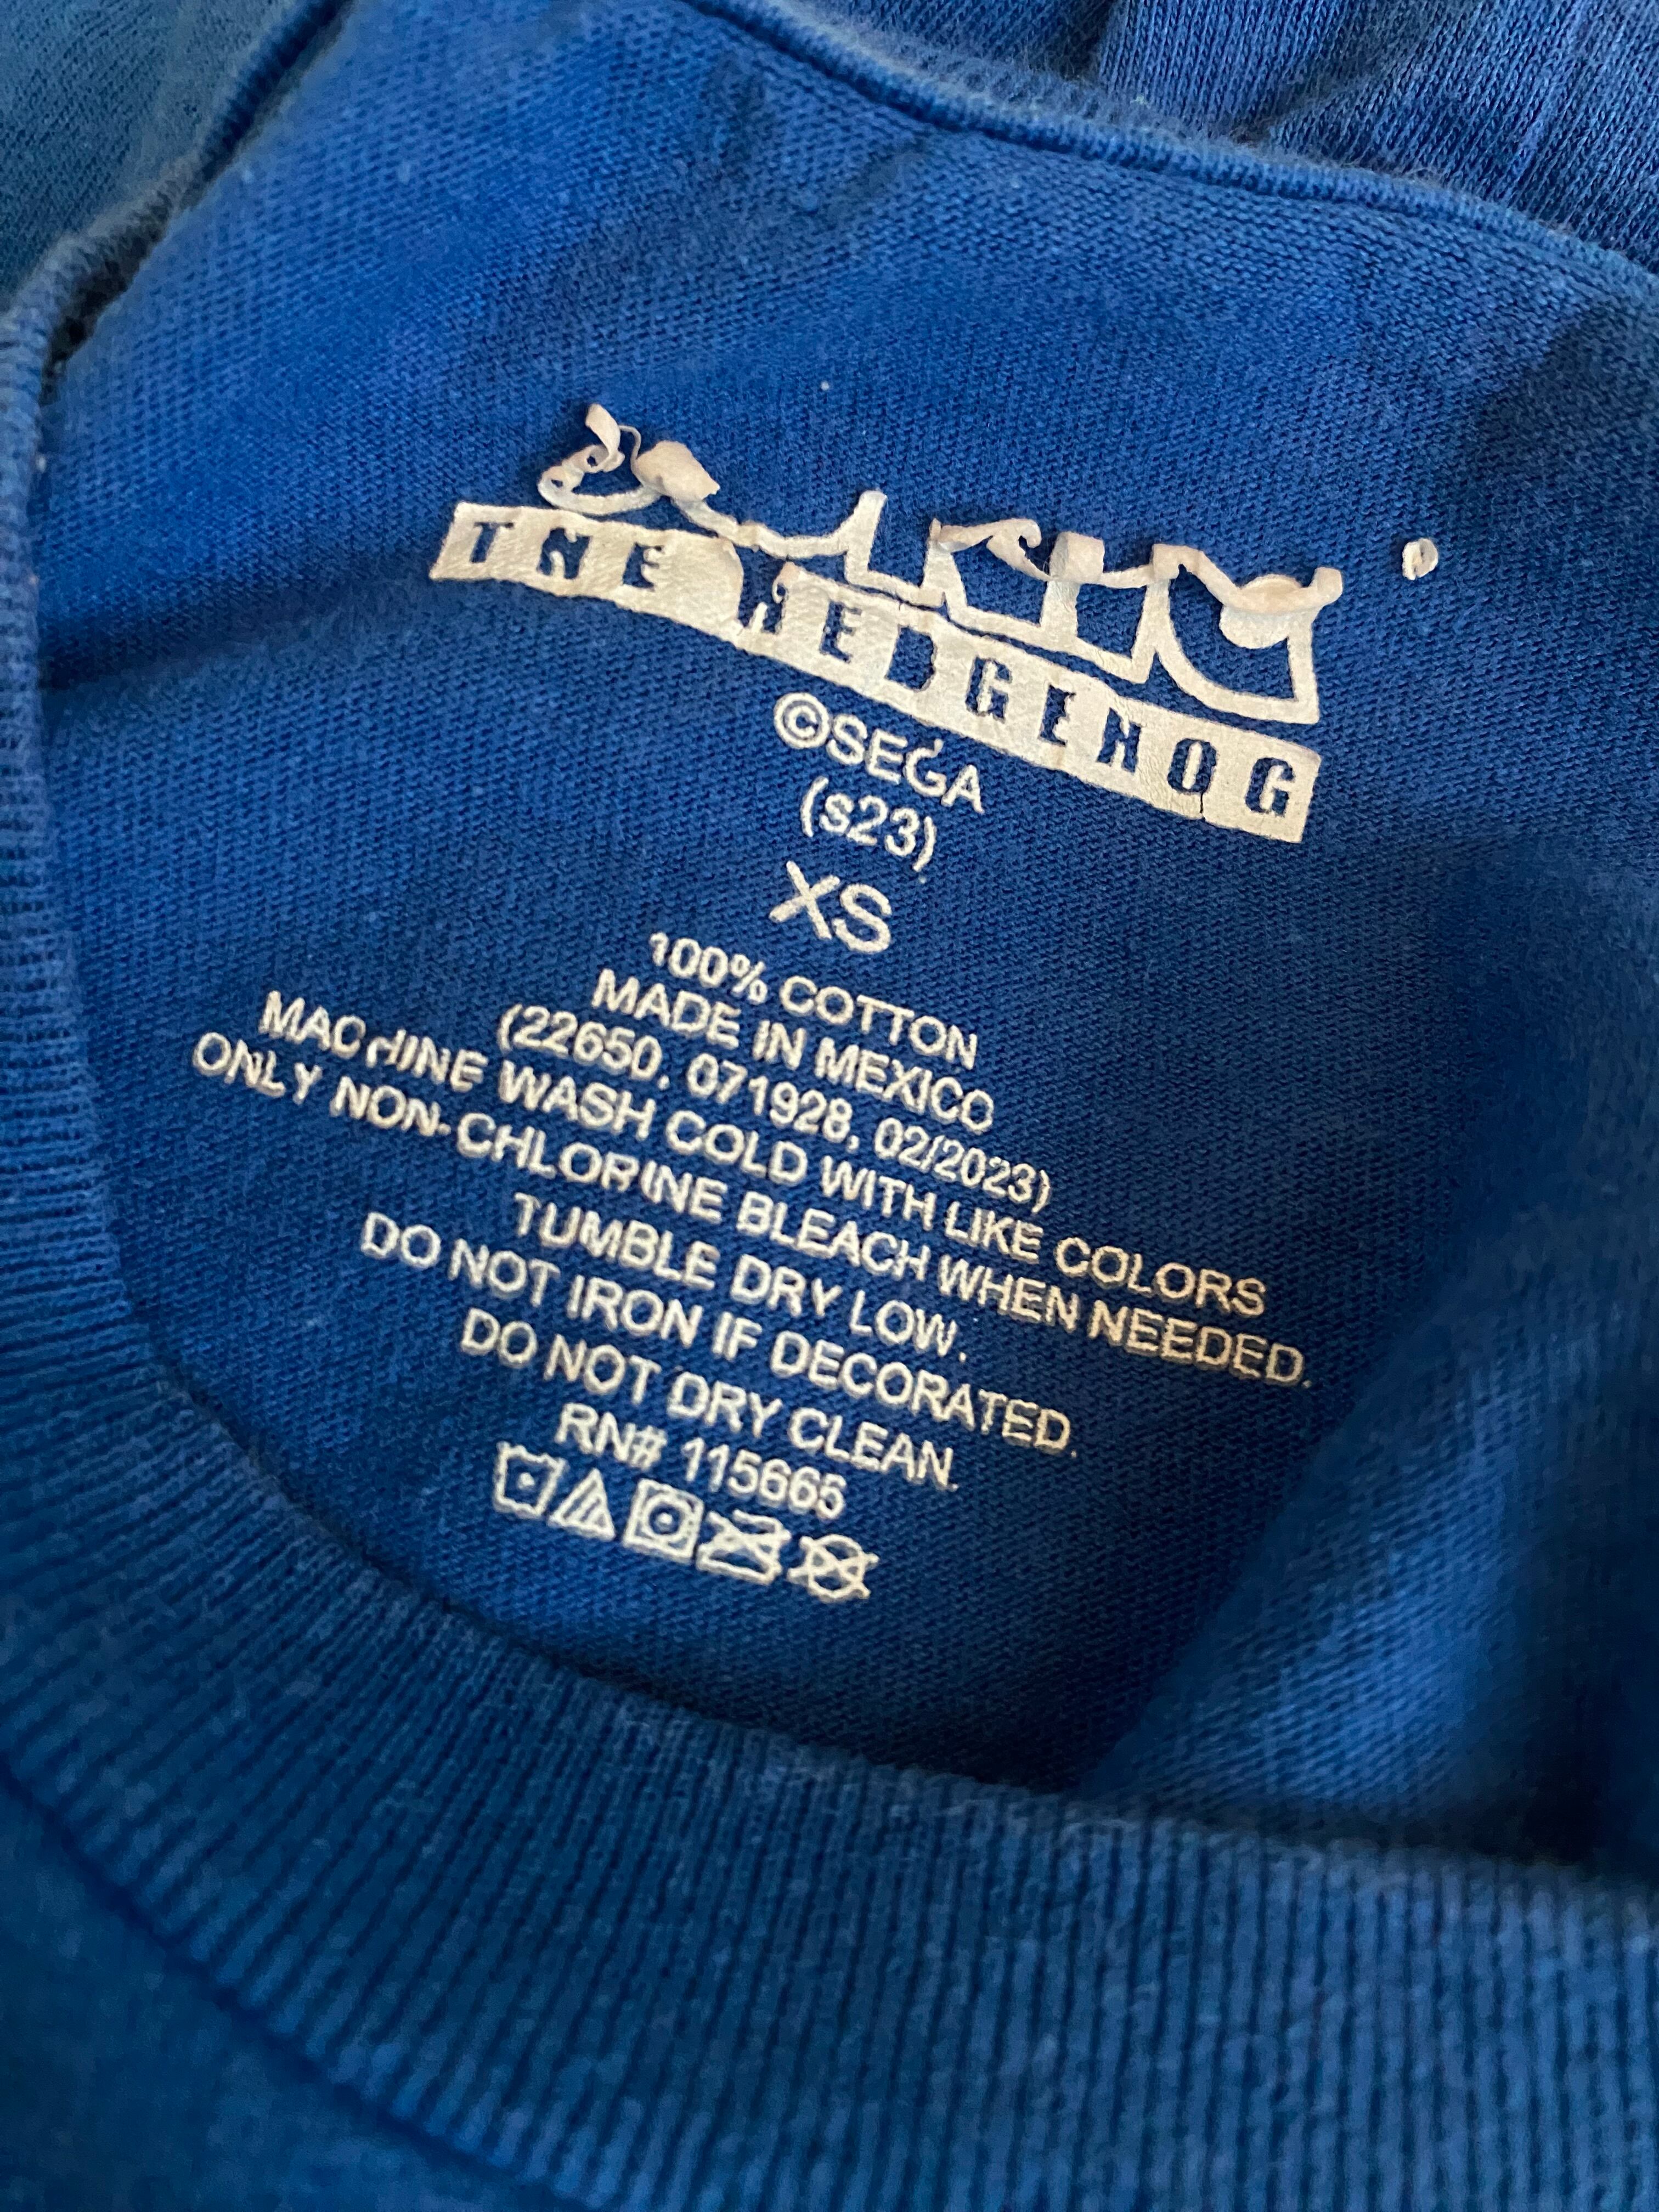 THE HEDGEHOG
©SEGA
(s23)
XS
100% COTTON
MADE IN MEXICO
(22650, 071928, 02/2023)
MACHINE WASH COLD WITH LIKE COLORS
ONLY NON-CHLORINE BLEACH WHEN NEEDED.
TUMBLE DRY LOW.
DO NOT IRON IF DECORATED.
DO NOT DRY CLEAN.
RN# 115665